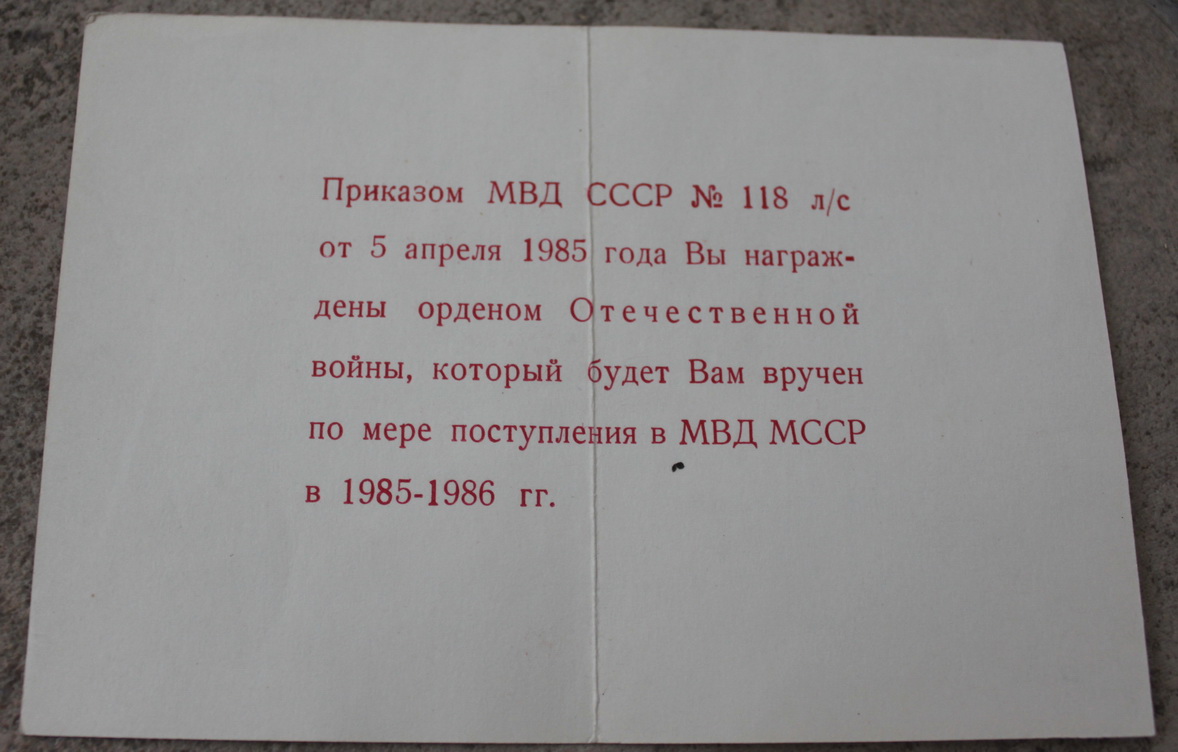 Приказом МВД СССР № 118 л/с
от 5 апреля 1985 года Вы награж-
дены орденом Отечественной
войны, который будет Вам вручен
по мере поступления в МВД МССР
в 1985-1986 гг.